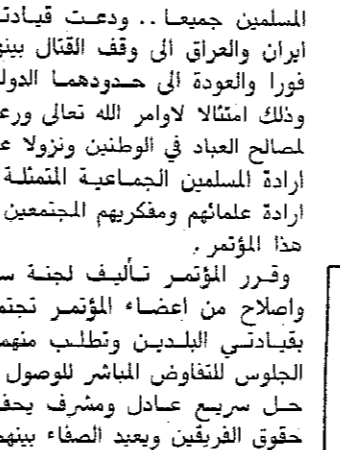 المسلمين جميعا .. ودعت قيادت
ايران والعراق الى وقف القتال بينه
فورا والعودة الى حدودهما الدول
وذلك امتثالا لاوامر الله تعالى ورع
لمصالح العباد في الوطنين ونزولا ع
ارادة المسلمين الجماعية المتمثلة
ارادة علمائهم ومفكريهم المجتمعين
هذا المؤتمر .
وقرر المؤتمر تأليف لجنة س
واصلاح من اعضاء المؤتمر تجتم
بقيادتي البلدين وتطلب منهم
الجلوس للتفاوض المباشر للوصول
حل سريع عادل ومشرف يحف
حقوق الفريقين ويعيد الصفاء بينهم